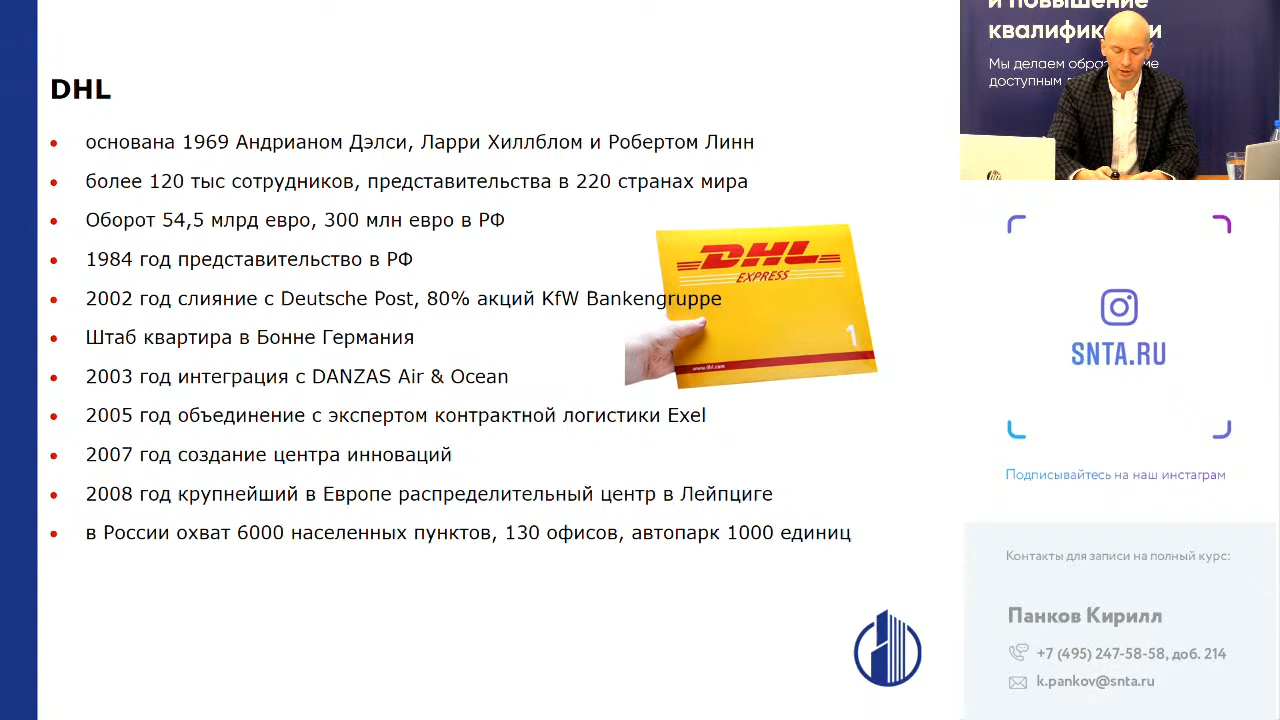 DHL
основана 1969 Андрианом Дэлси, Ларри Хиллблом и Робертом Линн
более 120 тыс сотрудников, представительства в 220 странах мира
Оборот 54,5 млрд евро, 300 млн евро в РФ
1984 год представительство в РФ
2002 год слияние с Deutsche Post, 80% акций KfW Bankengruppe
Штаб квартира в Бонне Германия
2003 год интеграция с DANZAS Air & Ocean
2005 год объединение с экспертом контрактной логистики Exel
2007 год создание центра инноваций
2008 год крупнейший в Европе распределительный центр в Лейпциге
в России охват 6000 населенных пунктов, 130 офисов, автопарк 1000 единиц
DHL
EXPRESS
1
www.dhl.com
и повышение
Мы делаем
доступным
SNTA.RU
Подписывайтесь на наш инстаграм
Контакты для записи на полный курс:
Панков Кирилл
+7 (495) 247-58-58, доб. 214
k.pankov@snta.ru